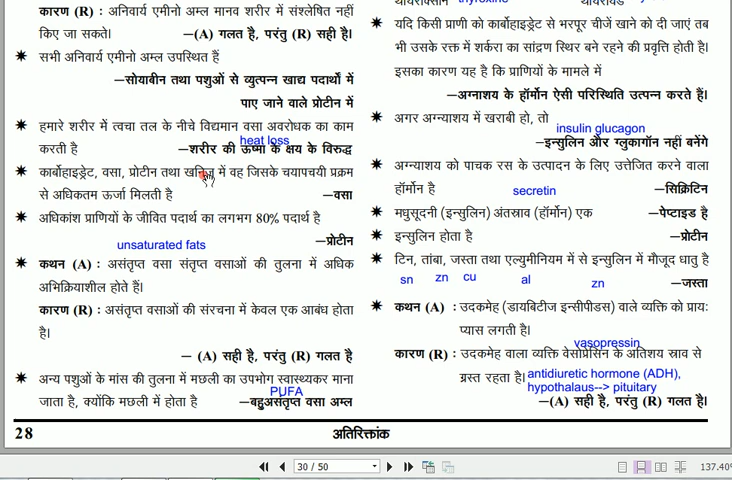 कारण (R) : अनिवार्य एमीनो अम्ल मानव शरीर में संश्लेषित नहीं
किए जा सकते। —(A) गलत है, परंतु (R) सही है।
* सभी अनिवार्य एमीनो अम्ल उपस्थित हैं
—सोयाबीन तथा पशुओं से व्युत्पन्न खाद्य पदार्थों में
पाए जाने वाले प्रोटीन में
* हमारे शरीर में त्वचा तल के नीचे विद्यमान वसा अवरोधक का काम
heat loss
करती है —शरीर की ऊष्मा के क्षय के विरुद्ध
* कार्बोहाइड्रेट, वसा, प्रोटीन तथा खनिज में वह जिसके चयापचयी प्रक्रम
से अधिकतम ऊर्जा मिलती है —वसा
* अधिकांश प्राणियों के जीवित पदार्थ का लगभग 80% पदार्थ है
—प्रोटीन
unsaturated fats
* कथन (A) : असंतृप्त वसा संतृप्त वसाओं की तुलना में अधिक
अभिक्रियाशील होते हैं।
कारण (R) : असंतृप्त वसाओं की संरचना में केवल एक आबंध होता
है।
— (A) सही है, परंतु (R) गलत है
* अन्य पशुओं के मांस की तुलना में मछली का उपभोग स्वास्थ्यकर माना
PUFA
जाता है, क्योंकि मछली में होता है —बहुअसंतृप्त वसा अम्ल
thyroxine
* यदि किसी प्राणी को कार्बोहाइड्रेट से भरपूर चीजें खाने को दी जाएं तब
भी उसके रक्त में शर्करा का सांद्रण स्थिर बने रहने की प्रवृत्ति होती है।
इसका कारण यह है कि प्राणियों के मामले में
—अग्नाशय के हॉर्मोन ऐसी परिस्थिति उत्पन्न करते हैं।
* अगर अग्न्याशय में खराबी हो, तो
insulin glucagon
—इन्सुलिन और ग्लुकागॉन नहीं बनेंगे
* अग्न्याशय को पाचक रस के उत्पादन के लिए उत्तेजित करने वाला
हॉर्मोन है secretin —सिक्रिटिन
* मधुसूदनी (इन्सुलिन) अंतस्राव (हॉर्मोन) एक —पेप्टाइड है
* इन्सुलिन होता है —प्रोटीन
* टिन, तांबा, जस्ता तथा एल्युमीनियम में से इन्सुलिन में मौजूद धातु है
sn zn cu al zn —जस्ता
* कथन (A) : उदकमेह (डायबिटीज इन्सीपीडस) वाले व्यक्ति को प्रायः
प्यास लगती है।
vasopressin
कारण (R) : उदकमेह वाला व्यक्ति वेसोप्रेसिन के अतिशय स्राव से
ग्रस्त रहता है। antidiuretic hormone (ADH),
hypothalaus--> pituitary
—(A) सही है, परंतु (R) गलत है।
28 अतिरिक्तांक
30 / 50 137.40